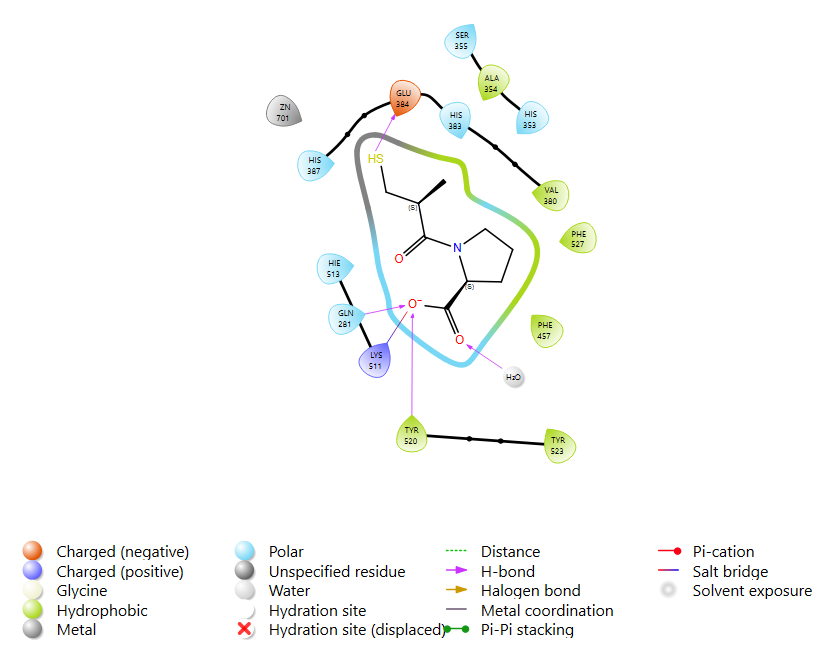 SER
355
ALA
354
GLU
384
ZN
701
HIS
383
HIS
353
HS
HIS
387
VAL
380
(S)
PHE
527
N
O
HIE
513
(S)
O-
GLN
281
PHE
457
O
LYS
511
H2O
TYR
520
TYR
523
Charged (negative) Polar Distance Pi-cation
Charged (positive) Unspecified residue H-bond Salt bridge
Glycine Water Halogen bond Solvent exposure
Hydrophobic Hydration site Metal coordination
Metal Hydration site (displaced) Pi-Pi stacking